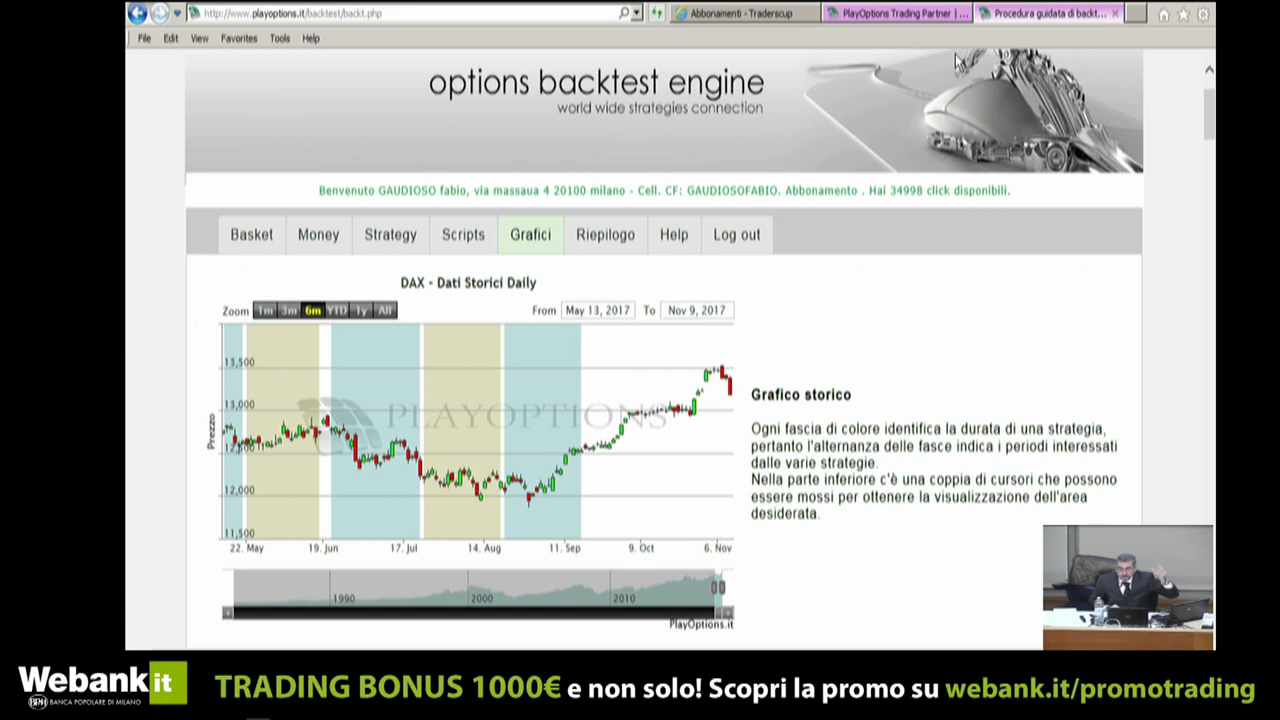 http://www.playoptions.it/backtest/backt.php
Abbonamenti - Traderscup
PlayOptions Trading Partner | ...
Procedura guidata di backt...
File Edit View Favorites Tools Help
options backtest engine
world wide strategies connection
Benvenuto GAUDIOSO fabio, via massaua 4 20100 milano - Cell. CF: GAUDIOSOFABIO. Abbonamento . Hai 34998 click disponibili.
Basket Money Strategy Scripts Grafici Riepilogo Help Log out
DAX - Dati Storici Daily
Zoom 1m 3m 6m YTD 1y All From May 13, 2017 To Nov 9, 2017
13,500
13,000
12,000
11,500
Prezzo
PLAYOPTIONS
22. May 19. Jun 17. Jul 14. Aug 11. Sep 9. Oct 6. Nov
1990 2000 2010
PlayOptions.it
Grafico storico
Ogni fascia di colore identifica la durata di una strategia,
pertanto l'alternanza delle fasce indica i periodi interessati
dalle varie strategie.
Nella parte inferiore c'è una coppia di cursori che possono
essere mossi per ottenere la visualizzazione dell'area
desiderata.
Webank it
BANCA POPOLARE DI MILANO
TRADING BONUS 1000€ e non solo! Scopri la promo su webank.it/promotrading